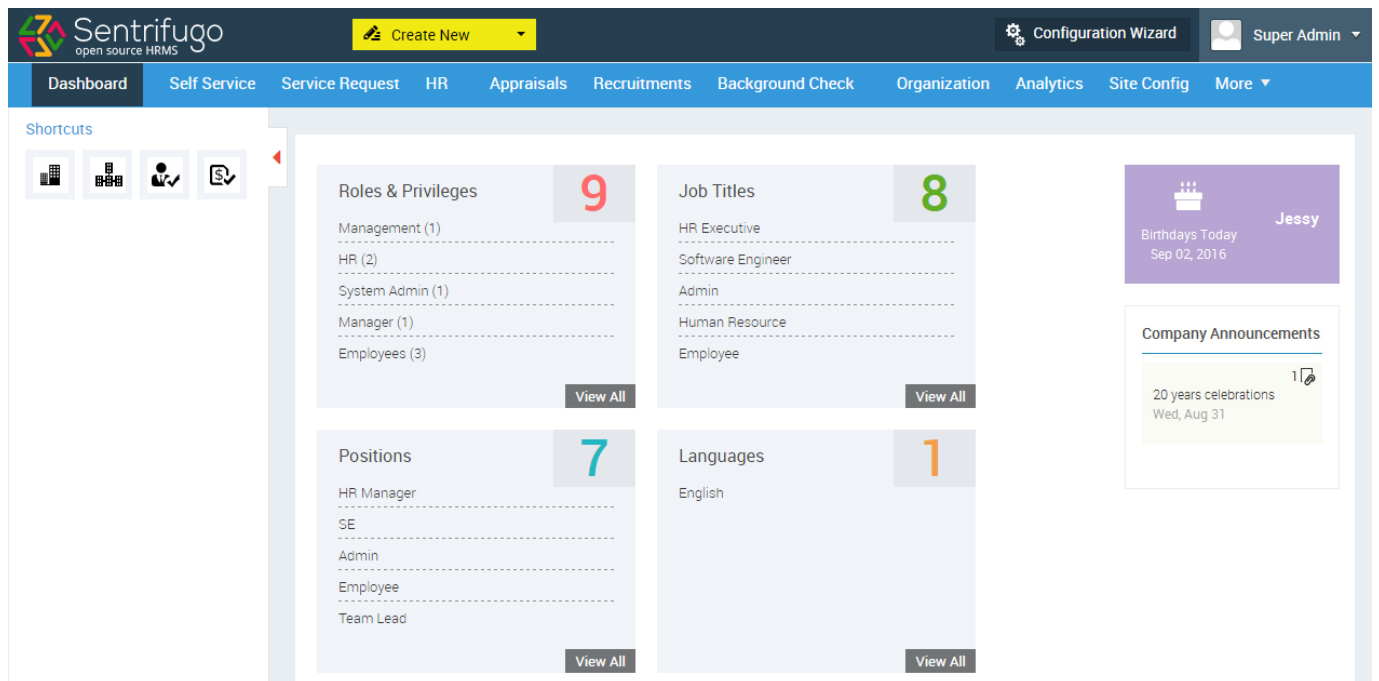 Sentrifugo
open source HRMS
Create New
Configuration Wizard
Super Admin
Dashboard Self Service Service Request HR Appraisals Recruitments Background Check Organization Analytics Site Config More
Shortcuts
Roles & Privileges 9
Management (1)
HR (2)
System Admin (1)
Manager (1)
Employees (3)
View All
Job Titles 8
HR Executive
Software Engineer
Admin
Human Resource
Employee
View All
Jessy
Birthdays Today
Sep 02, 2016
Company Announcements
1
20 years celebrations
Wed, Aug 31
Positions 7
HR Manager
SE
Admin
Employee
Team Lead
View All
Languages 1
English
View All